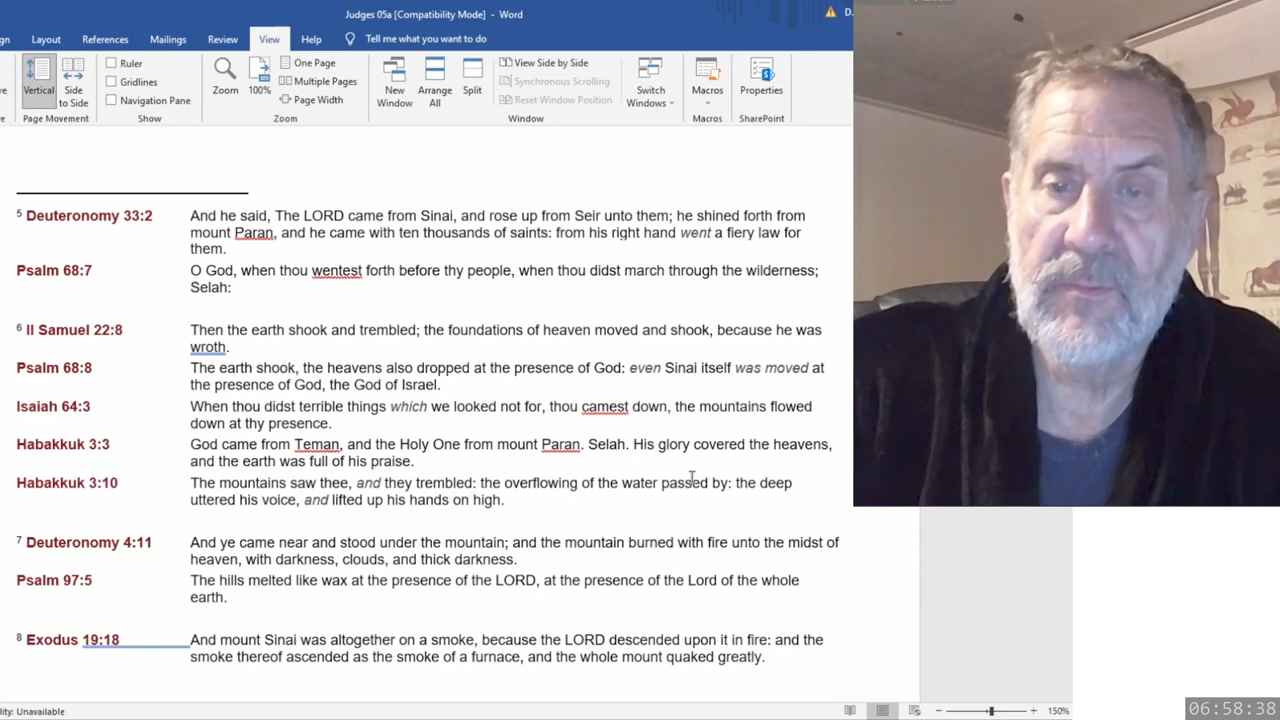 Judges 05a [Compatibility Mode] - Word
D.
Layout References Mailings Review View Help Tell me what you want to do
Vertical
Side to Side
Page Movement
Ruler
Gridlines
Navigation Pane
Show
Zoom
100%
One Page
Multiple Pages
Page Width
Zoom
New Window
Arrange All
Split
View Side by Side
Synchronous Scrolling
Reset Window Position
Window
Switch Windows
Macros
Macros
Properties
SharePoint
5 Deuteronomy 33:2 And he said, The LORD came from Sinai, and rose up from Seir unto them; he shined forth from
mount Paran, and he came with ten thousands of saints: from his right hand went a fiery law for
them.
Psalm 68:7 O God, when thou wentest forth before thy people, when thou didst march through the wilderness;
Selah:
6 II Samuel 22:8 Then the earth shook and trembled; the foundations of heaven moved and shook, because he was
wroth.
Psalm 68:8 The earth shook, the heavens also dropped at the presence of God: even Sinai itself was moved at
the presence of God, the God of Israel.
Isaiah 64:3 When thou didst terrible things which we looked not for, thou camest down, the mountains flowed
down at thy presence.
Habakkuk 3:3 God came from Teman, and the Holy One from mount Paran. Selah. His glory covered the heavens,
and the earth was full of his praise.
Habakkuk 3:10 The mountains saw thee, and they trembled: the overflowing of the water passed by: the deep
uttered his voice, and lifted up his hands on high.
7 Deuteronomy 4:11 And ye came near and stood under the mountain; and the mountain burned with fire unto the midst of
heaven, with darkness, clouds, and thick darkness.
Psalm 97:5 The hills melted like wax at the presence of the LORD, at the presence of the Lord of the whole
earth.
8 Exodus 19:18 And mount Sinai was altogether on a smoke, because the LORD descended upon it in fire: and the
smoke thereof ascended as the smoke of a furnace, and the whole mount quaked greatly.
Unavailable
150%
06:58:38